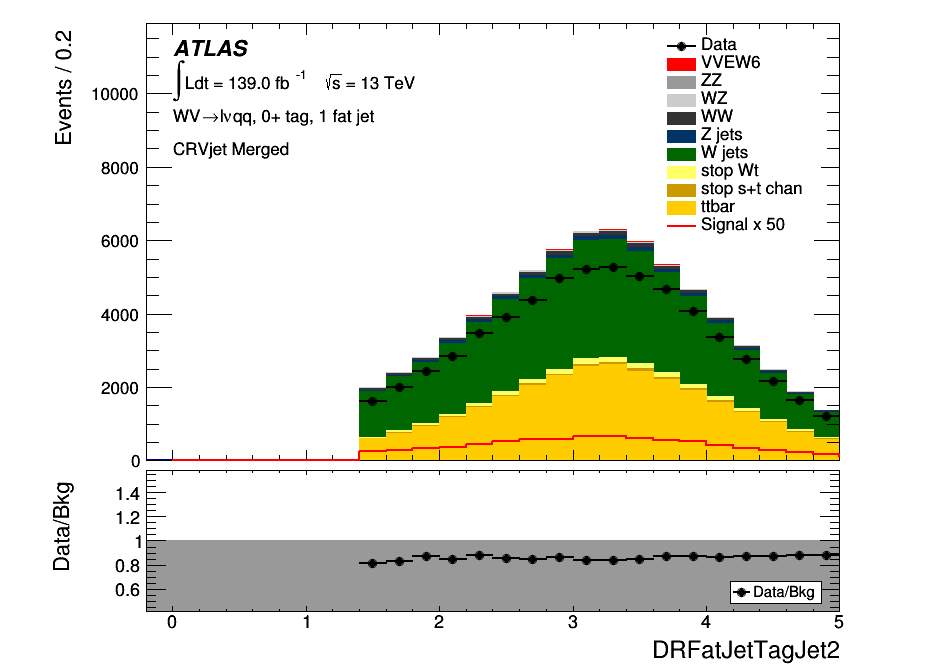 ATLAS
∫Ldt = 139.0 fb⁻¹ √s = 13 TeV
WV→lνqq, 0+ tag, 1 fat jet
CRVjet Merged
Data
VVEW6
ZZ
WZ
WW
Z jets
W jets
stop Wt
stop s+t chan
ttbar
Signal x 50
Events / 0.2
10000
8000
6000
4000
2000
0
Data/Bkg
1.4
1.2
1
0.8
0.6
Data/Bkg
0 1 2 3 4 5
DRFatJetTagJet2